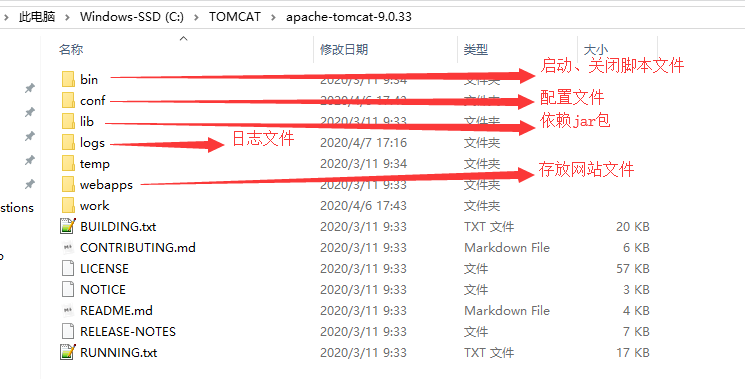 此电脑 > Windows-SSD (C:) > TOMCAT > apache-tomcat-9.0.33
名称 修改日期 类型 大小
bin 2020/3/11 9:34 文件夹 启动、关闭脚本文件
conf 2020/4/6 17:43 文件夹 配置文件
lib 2020/3/11 9:33 文件夹 依赖jar包
logs 日志文件 2020/4/7 17:16 文件夹
temp 2020/3/11 9:34 文件夹
webapps 2020/3/11 9:33 文件夹 存放网站文件
stions work 2020/4/6 17:43 文件夹
BUILDING.txt 2020/3/11 9:33 TXT 文件 20 KB
CONTRIBUTING.md 2020/3/11 9:33 Markdown File 6 KB
LICENSE 2020/3/11 9:33 文件 57 KB
NOTICE 2020/3/11 9:33 文件 3 KB
README.md 2020/3/11 9:33 Markdown File 4 KB
RELEASE-NOTES 2020/3/11 9:33 文件 7 KB
RUNNING.txt 2020/3/11 9:33 TXT 文件 17 KB